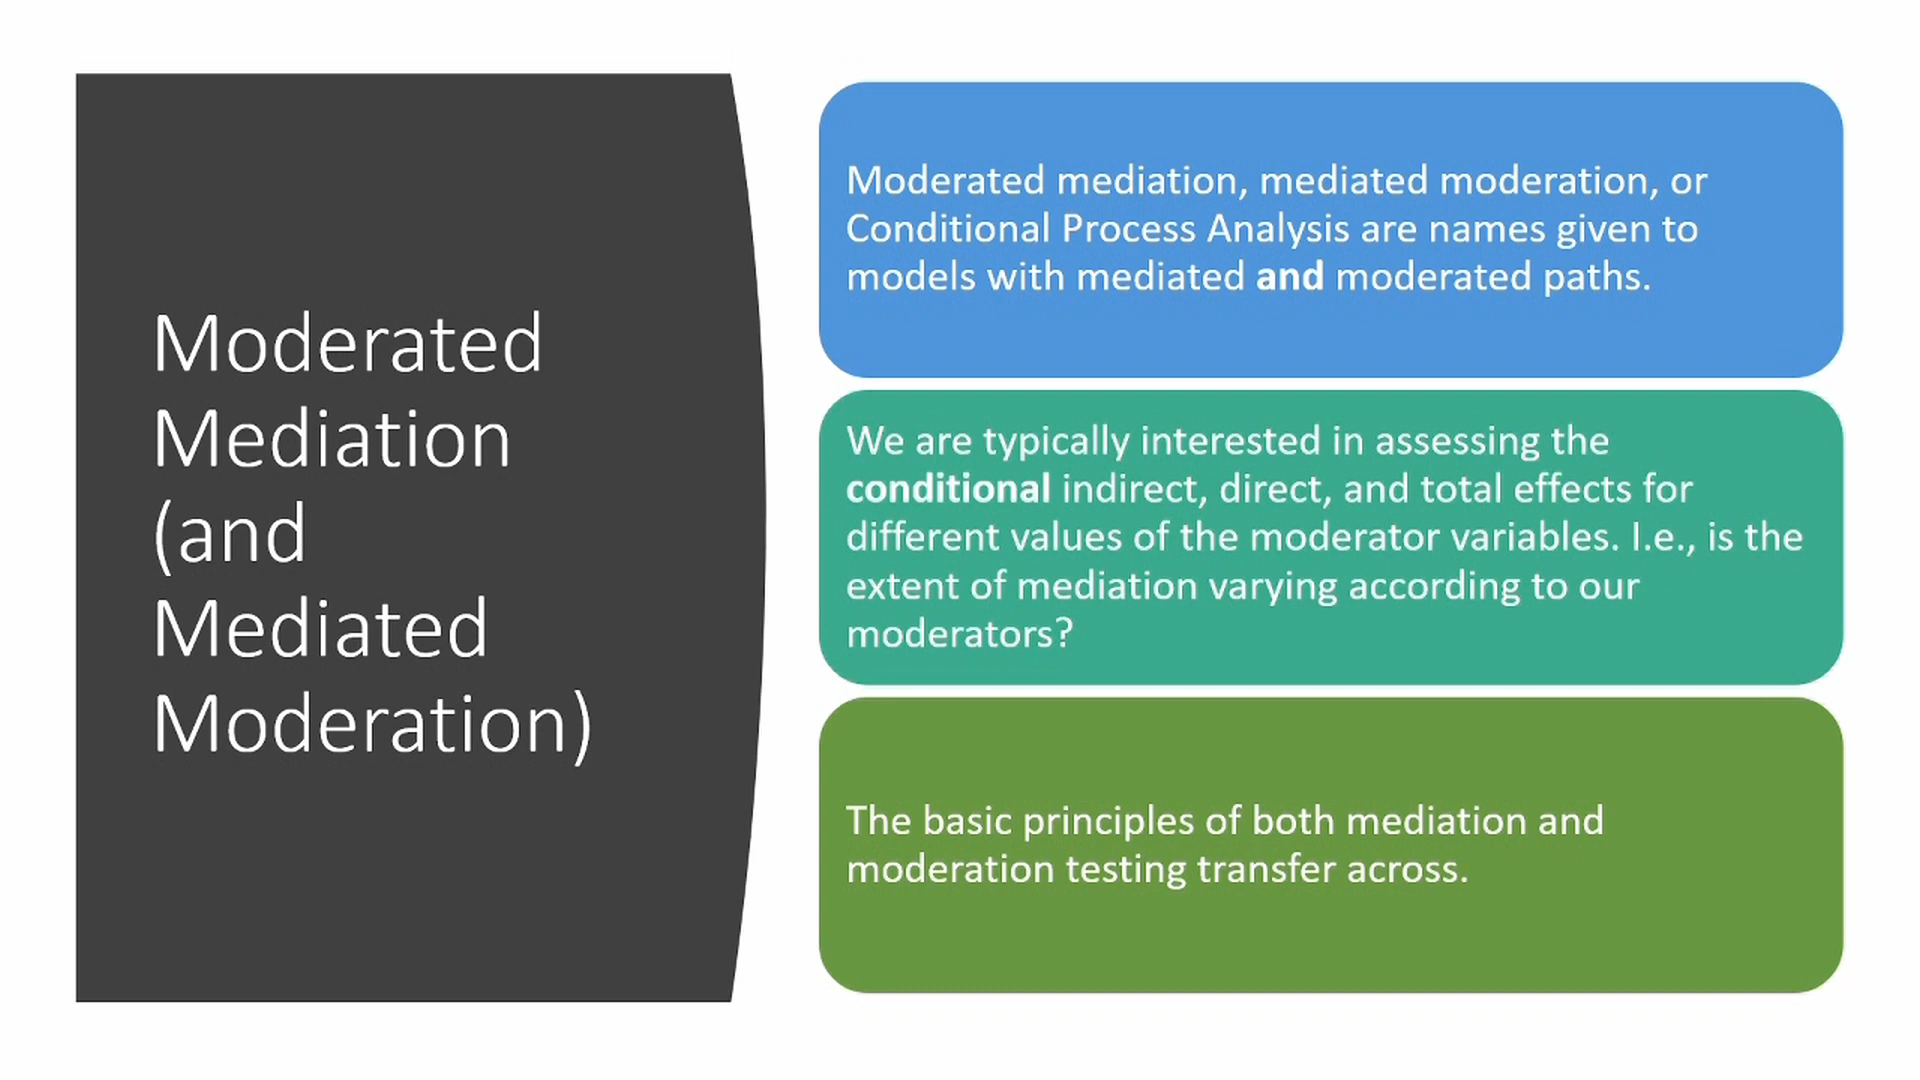 Moderated
Mediation
(and
Mediated
Moderation)
Moderated mediation, mediated moderation, or
Conditional Process Analysis are names given to
models with mediated and moderated paths.
We are typically interested in assessing the
conditional indirect, direct, and total effects for
different values of the moderator variables. I.e., is the
extent of mediation varying according to our
moderators?
The basic principles of both mediation and
moderation testing transfer across.